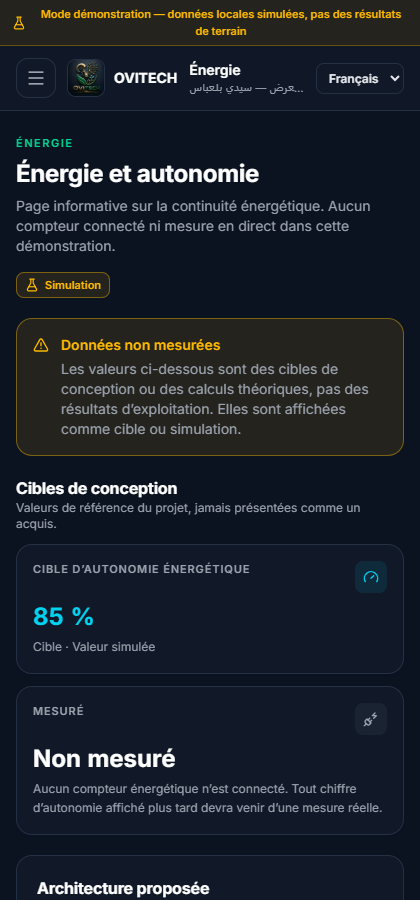 Mode démonstration — données locales simulées, pas des résultats
de terrain
OVITECH
Énergie
...عرض — سيدي بلعباس
Français
ÉNERGIE
Énergie et autonomie
Page informative sur la continuité énergétique. Aucun
compteur connecté ni mesure en direct dans cette
démonstration.
Simulation
Données non mesurées
Les valeurs ci-dessous sont des cibles de
conception ou des calculs théoriques, pas des
résultats d’exploitation. Elles sont affichées
comme cible ou simulation.
Cibles de conception
Valeurs de référence du projet, jamais présentées comme un
acquis.
CIBLE D’AUTONOMIE ÉNERGÉTIQUE
85 %
Cible · Valeur simulée
MESURÉ
Non mesuré
Aucun compteur énergétique n’est connecté. Tout chiffre
d’autonomie affiché plus tard devra venir d’une mesure réelle.
Architecture proposée